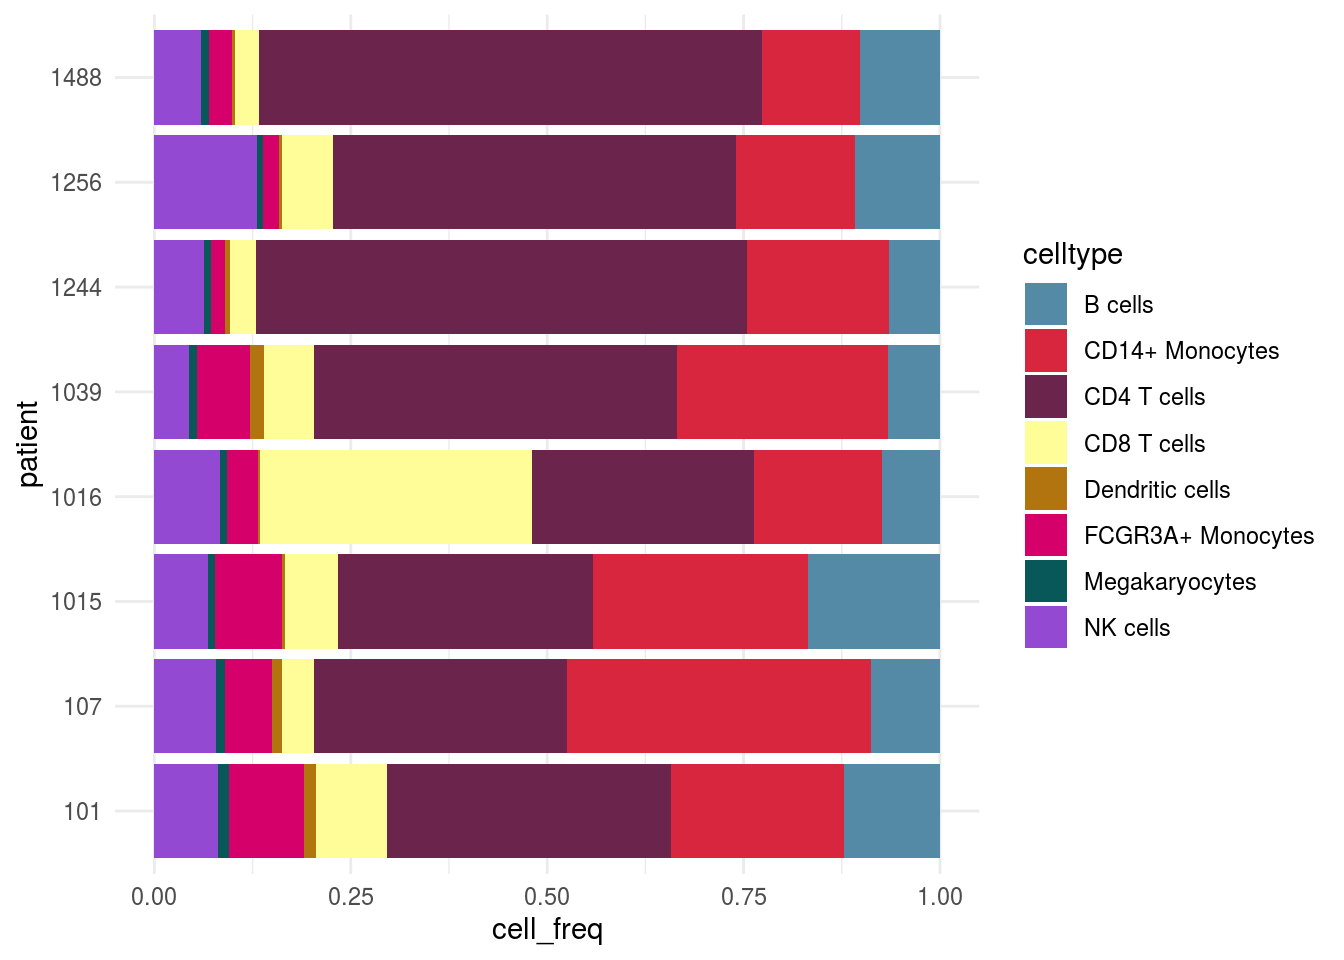 1488
1256
1244
1039
1016
1015
107
101
patient
0.00 0.25 0.50 0.75 1.00
cell_freq
celltype
B cells
CD14+ Monocytes
CD4 T cells
CD8 T cells
Dendritic cells
FCGR3A+ Monocytes
Megakaryocytes
NK cells